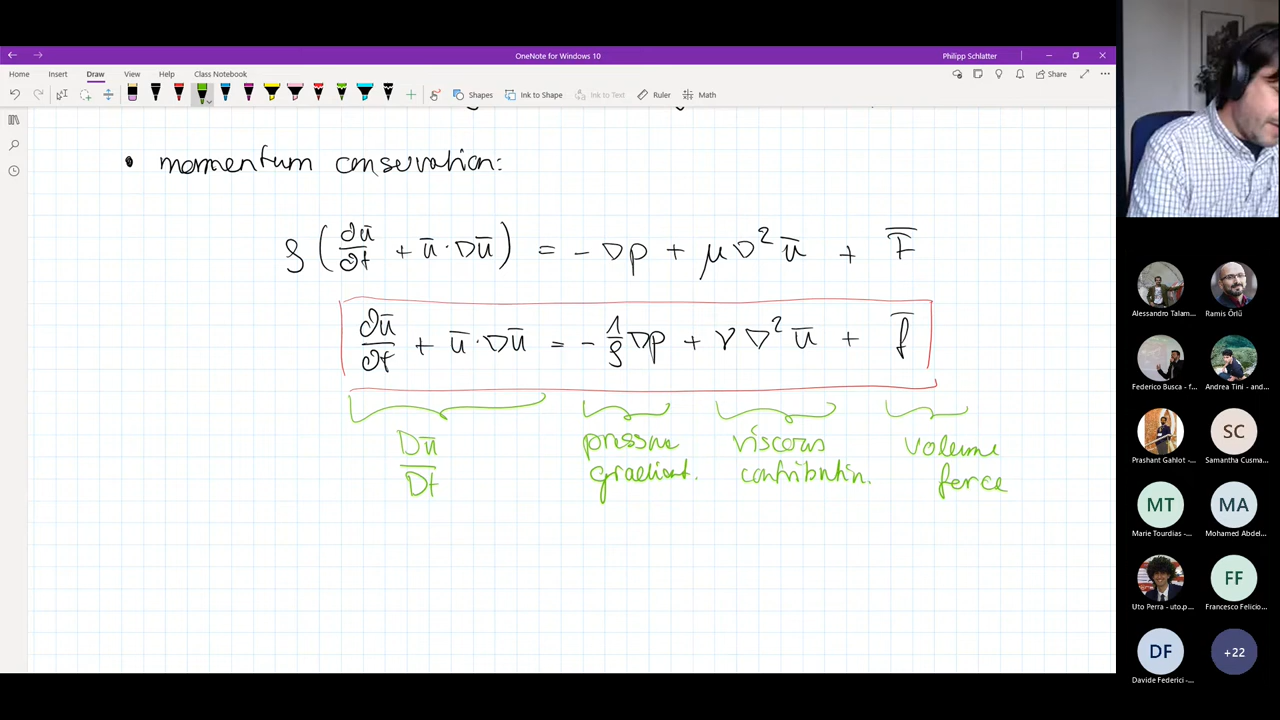 OneNote for Windows 10
Philipp Schlatter
Home Insert Draw View Help Class Notebook
Share
Shapes Ink to Shape Ink to Text Ruler Math
• momentum conservation:
ρ (∂ū/∂t + ū · ∇ū) = - ∇p + μ∇² ū + F̄
∂ū/∂t + ū · ∇ū = - 1/ρ ∇p + ν ∇² ū + f̄
Dū/Dt
pressure
gradient.
viscous
contribution.
volume
force
Alessandro Talam...
Ramis Örlü
Federico Busca - f...
Andrea Tini - and...
Prashant Gahlot -...
SC
Samantha Cusma...
MT
Marie Tourdias -...
MA
Mohamed Abdel...
Uto Perra - uto.p...
FF
Francesco Felicio...
DF
Davide Federici -...
+22